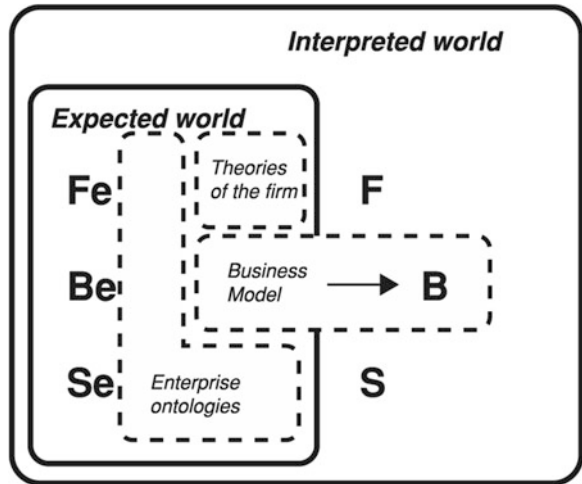 Interpreted world
Expected world
Theories
of the firm
Fe
F
Business
Model
Be
B
Enterprise
ontologies
Se
S